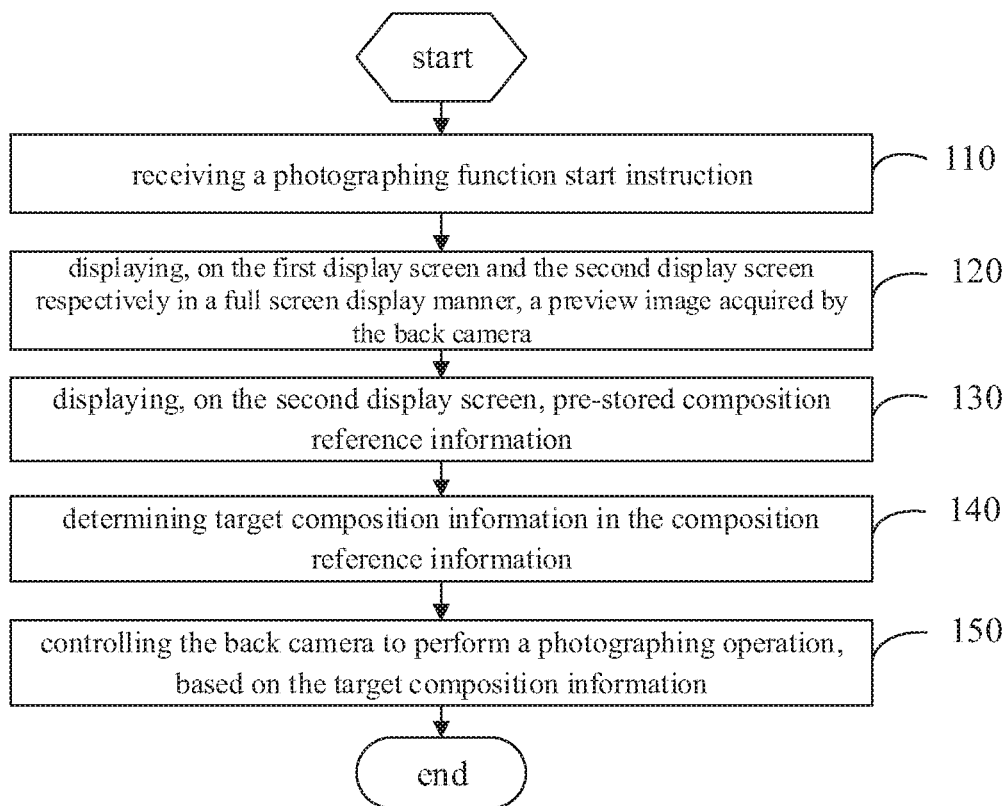 start
receiving a photographing function start instruction
110
displaying, on the first display screen and the second display screen
respectively in a full screen display manner, a preview image acquired by
the back camera
120
displaying, on the second display screen, pre-stored composition
reference information
130
determining target composition information in the composition
reference information
140
controlling the back camera to perform a photographing operation,
based on the target composition information
150
end